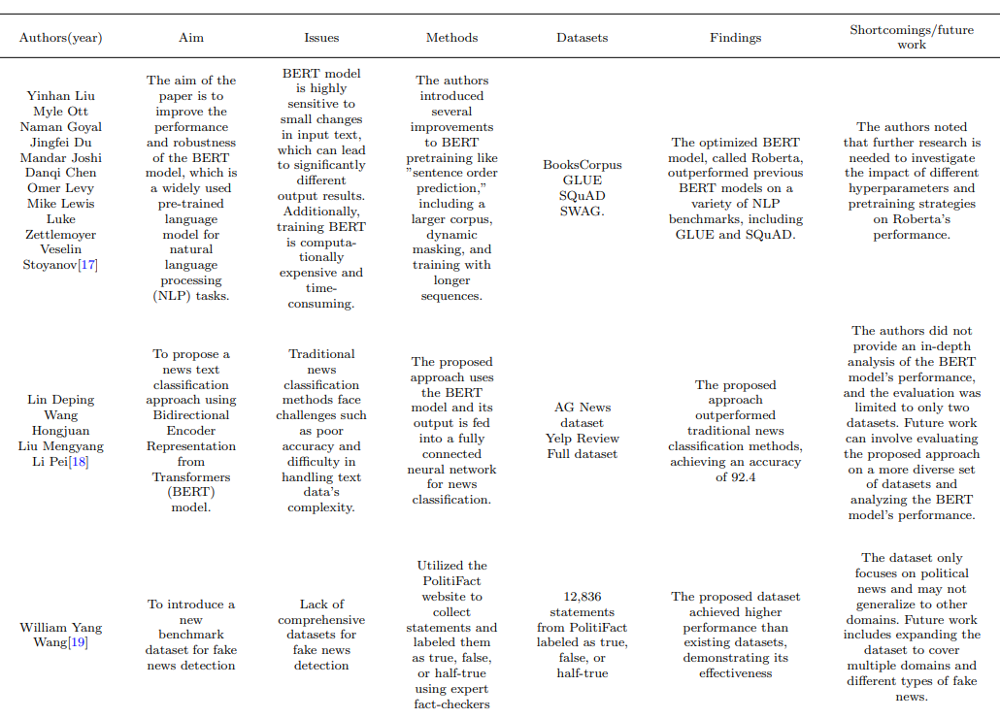 Authors(year)
Aim
Issues
Methods
Datasets
Findings
Shortcomings/future
work
Yinhan Liu
Myle Ott
Naman Goyal
Jingfei Du
Mandar Joshi
Danqi Chen
Omer Levy
Mike Lewis
Luke
Zettlemoyer
Veselin
Stoyanov[17]
The aim of the
paper is to
improve the
performance
and robustness
of the BERT
model, which is
a widely used
pre-trained
language
model for
natural
language
processing
(NLP) tasks.
BERT model
is highly
sensitive to
small changes
in input text,
which can lead
to significantly
different
output results.
Additionally,
training BERT
is computa-
tionally
expensive and
time-
consuming.
The authors
introduced
several
improvements
to BERT
pretraining like
"sentence order
prediction,"
including a
larger corpus,
dynamic
masking, and
training with
longer
sequences.
BooksCorpus
GLUE
SQuAD
SWAG.
The optimized BERT
model, called Roberta,
outperformed previous
BERT models on a
variety of NLP
benchmarks, including
GLUE and SQuAD.
The authors noted
that further research is
needed to investigate
the impact of different
hyperparameters and
pretraining strategies
on Roberta's
performance.
Lin Deping
Wang
Hongjuan
Liu Mengyang
Li Pei[18]
To propose a
news text
classification
approach using
Bidirectional
Encoder
Representation
from
Transformers
(BERT)
model.
Traditional
news
classification
methods face
challenges such
as poor
accuracy and
difficulty in
handling text
data's
complexity.
The proposed
approach uses
the BERT
model and its
output is fed
into a fully
connected
neural network
for news
classification.
AG News
dataset
Yelp Review
Full dataset
The proposed
approach
outperformed
traditional news
classification methods,
achieving an accuracy
of 92.4
The authors did not
provide an in-depth
analysis of the BERT
model's performance,
and the evaluation was
limited to only two
datasets. Future work
can involve evaluating
the proposed approach
on a more diverse set
of datasets and
analyzing the BERT
model's performance.
William Yang
Wang[19]
To introduce a
new
benchmark
dataset for fake
news detection
Lack of
comprehensive
datasets for
fake news
detection
Utilized the
PolitiFact
website to
collect
statements and
labeled them
as true, false,
or half-true
using expert
fact-checkers
12,836
statements
from PolitiFact
labeled as true,
false, or
half-true
The proposed dataset
achieved higher
performance than
existing datasets,
demonstrating its
effectiveness
The dataset only
focuses on political
news and may not
generalize to other
domains. Future work
includes expanding the
dataset to cover
multiple domains and
different types of fake
news.